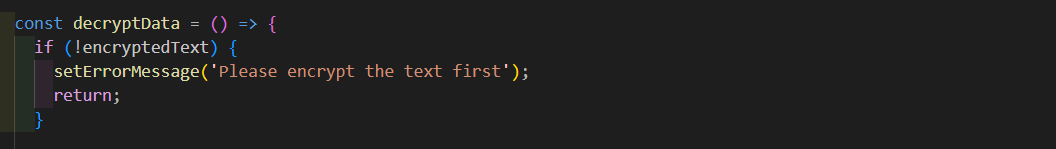 const decryptData = () => {
  if (!encryptedText) {
    setErrorMessage('Please encrypt the text first');
    return;
  }